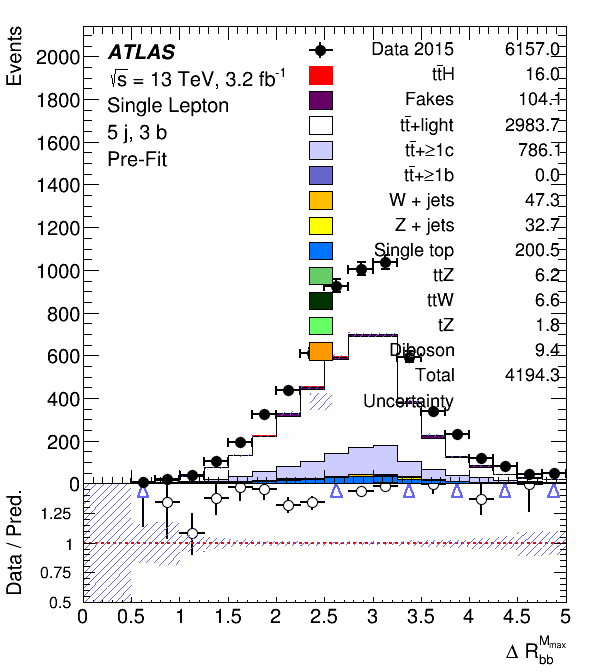 Events
2000
1800
1600
1400
1200
1000
800
600
400
200
0
ATLAS
√s = 13 TeV, 3.2 fb-1
Single Lepton
5 j, 3 b
Pre-Fit
Data 2015 6157.0
tt̄H 16.0
Fakes 104.1
tt̄+light 2983.7
tt̄+≥1c 786.1
tt̄+≥1b 0.0
W + jets 47.3
Z + jets 32.7
Single top 200.5
ttZ 6.2
ttW 6.6
tZ 1.8
Diboson 9.4
Total 4194.3
Uncertainty
Data / Pred.
1.25
1
0.75
0.5
0 0.5 1 1.5 2 2.5 3 3.5 4 4.5 5
Δ R bb Mmax